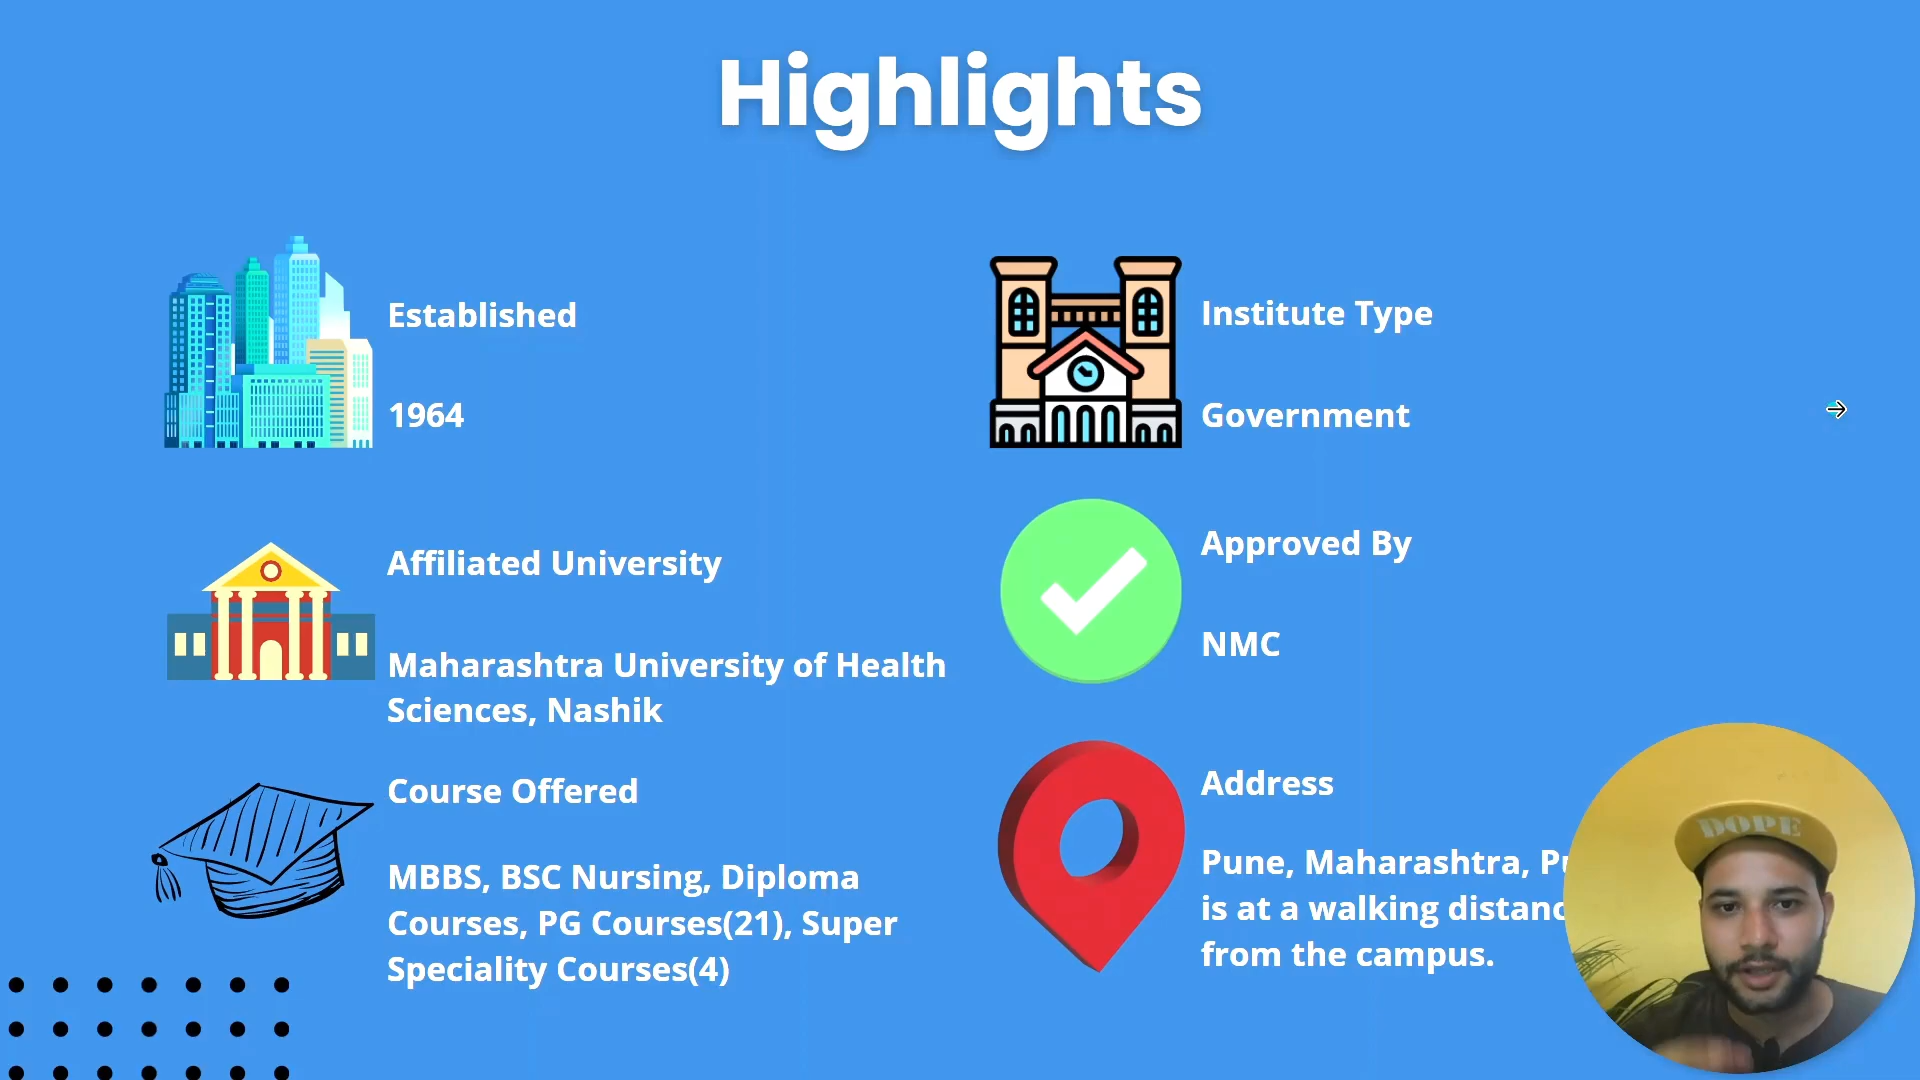 Highlights
Established
1964
Institute Type
Government
Affiliated University
Maharashtra University of Health
Sciences, Nashik
Approved By
NMC
Course Offered
MBBS, BSC Nursing, Diploma
Courses, PG Courses(21), Super
Speciality Courses(4)
Address
Pune, Maharashtra,
is at a walking
from the campus.
DOPE